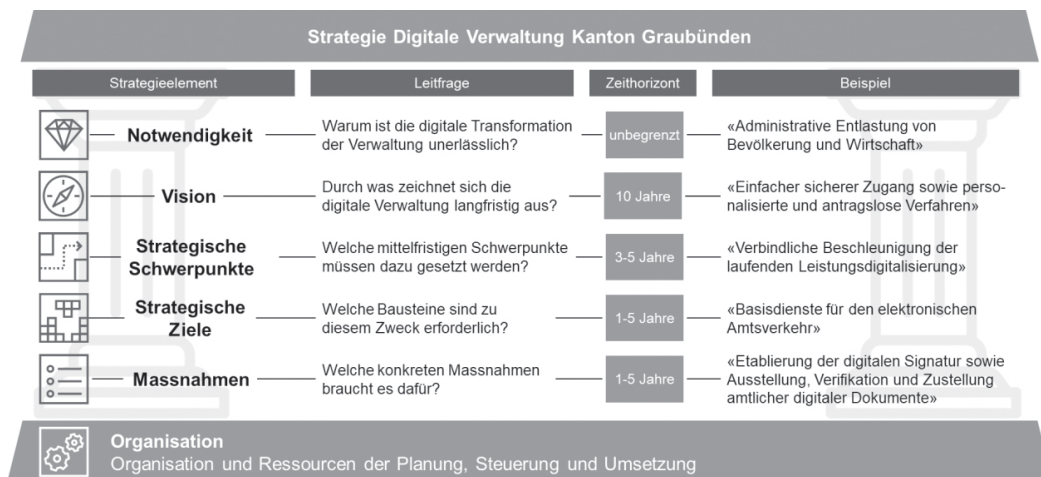 Strategie Digitale Verwaltung Kanton Graubünden
Strategieelement
Leitfrage
Zeithorizont
Beispiel
Notwendigkeit
Warum ist die digitale Transformation
der Verwaltung unerlässlich?
unbegrenzt
«Administrative Entlastung von
Bevölkerung und Wirtschaft»
Vision
Durch was zeichnet sich die
digitale Verwaltung langfristig aus?
10 Jahre
«Einfacher sicherer Zugang sowie perso-
nalisierte und antragslose Verfahren»
Strategische
Schwerpunkte
Welche mittelfristigen Schwerpunkte
müssen dazu gesetzt werden?
3-5 Jahre
«Verbindliche Beschleunigung der
laufenden Leistungsdigitalisierung»
Strategische
Ziele
Welche Bausteine sind zu
diesem Zweck erforderlich?
1-5 Jahre
«Basisdienste für den elektronischen
Amtsverkehr»
Massnahmen
Welche konkreten Massnahmen
braucht es dafür?
1-5 Jahre
«Etablierung der digitalen Signatur sowie
Ausstellung, Verifikation und Zustellung
amtlicher digitaler Dokumente»
Organisation
Organisation und Ressourcen der Planung, Steuerung und Umsetzung